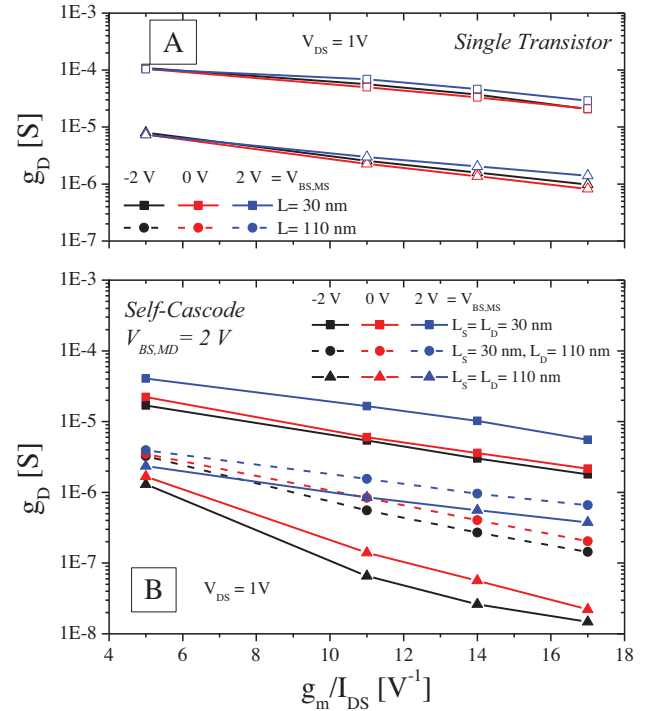 1E-3
A
V_DS = 1V
Single Transistor
1E-4
1E-5
g_D [S]
1E-6
-2 V 0 V 2 V = V_BS,MS
L= 30 nm
L= 110 nm
1E-7
1E-3
Self-Cascode
V_BS,MD = 2 V
-2 V 0 V 2 V = V_BS,MS
L_S = L_D = 30 nm
L_S = 30 nm, L_D = 110 nm
L_S = L_D = 110 nm
1E-4
1E-5
g_D [S]
1E-6
1E-7
B
V_DS = 1V
1E-8
4 6 8 10 12 14 16 18
g_m/I_DS [V^-1]